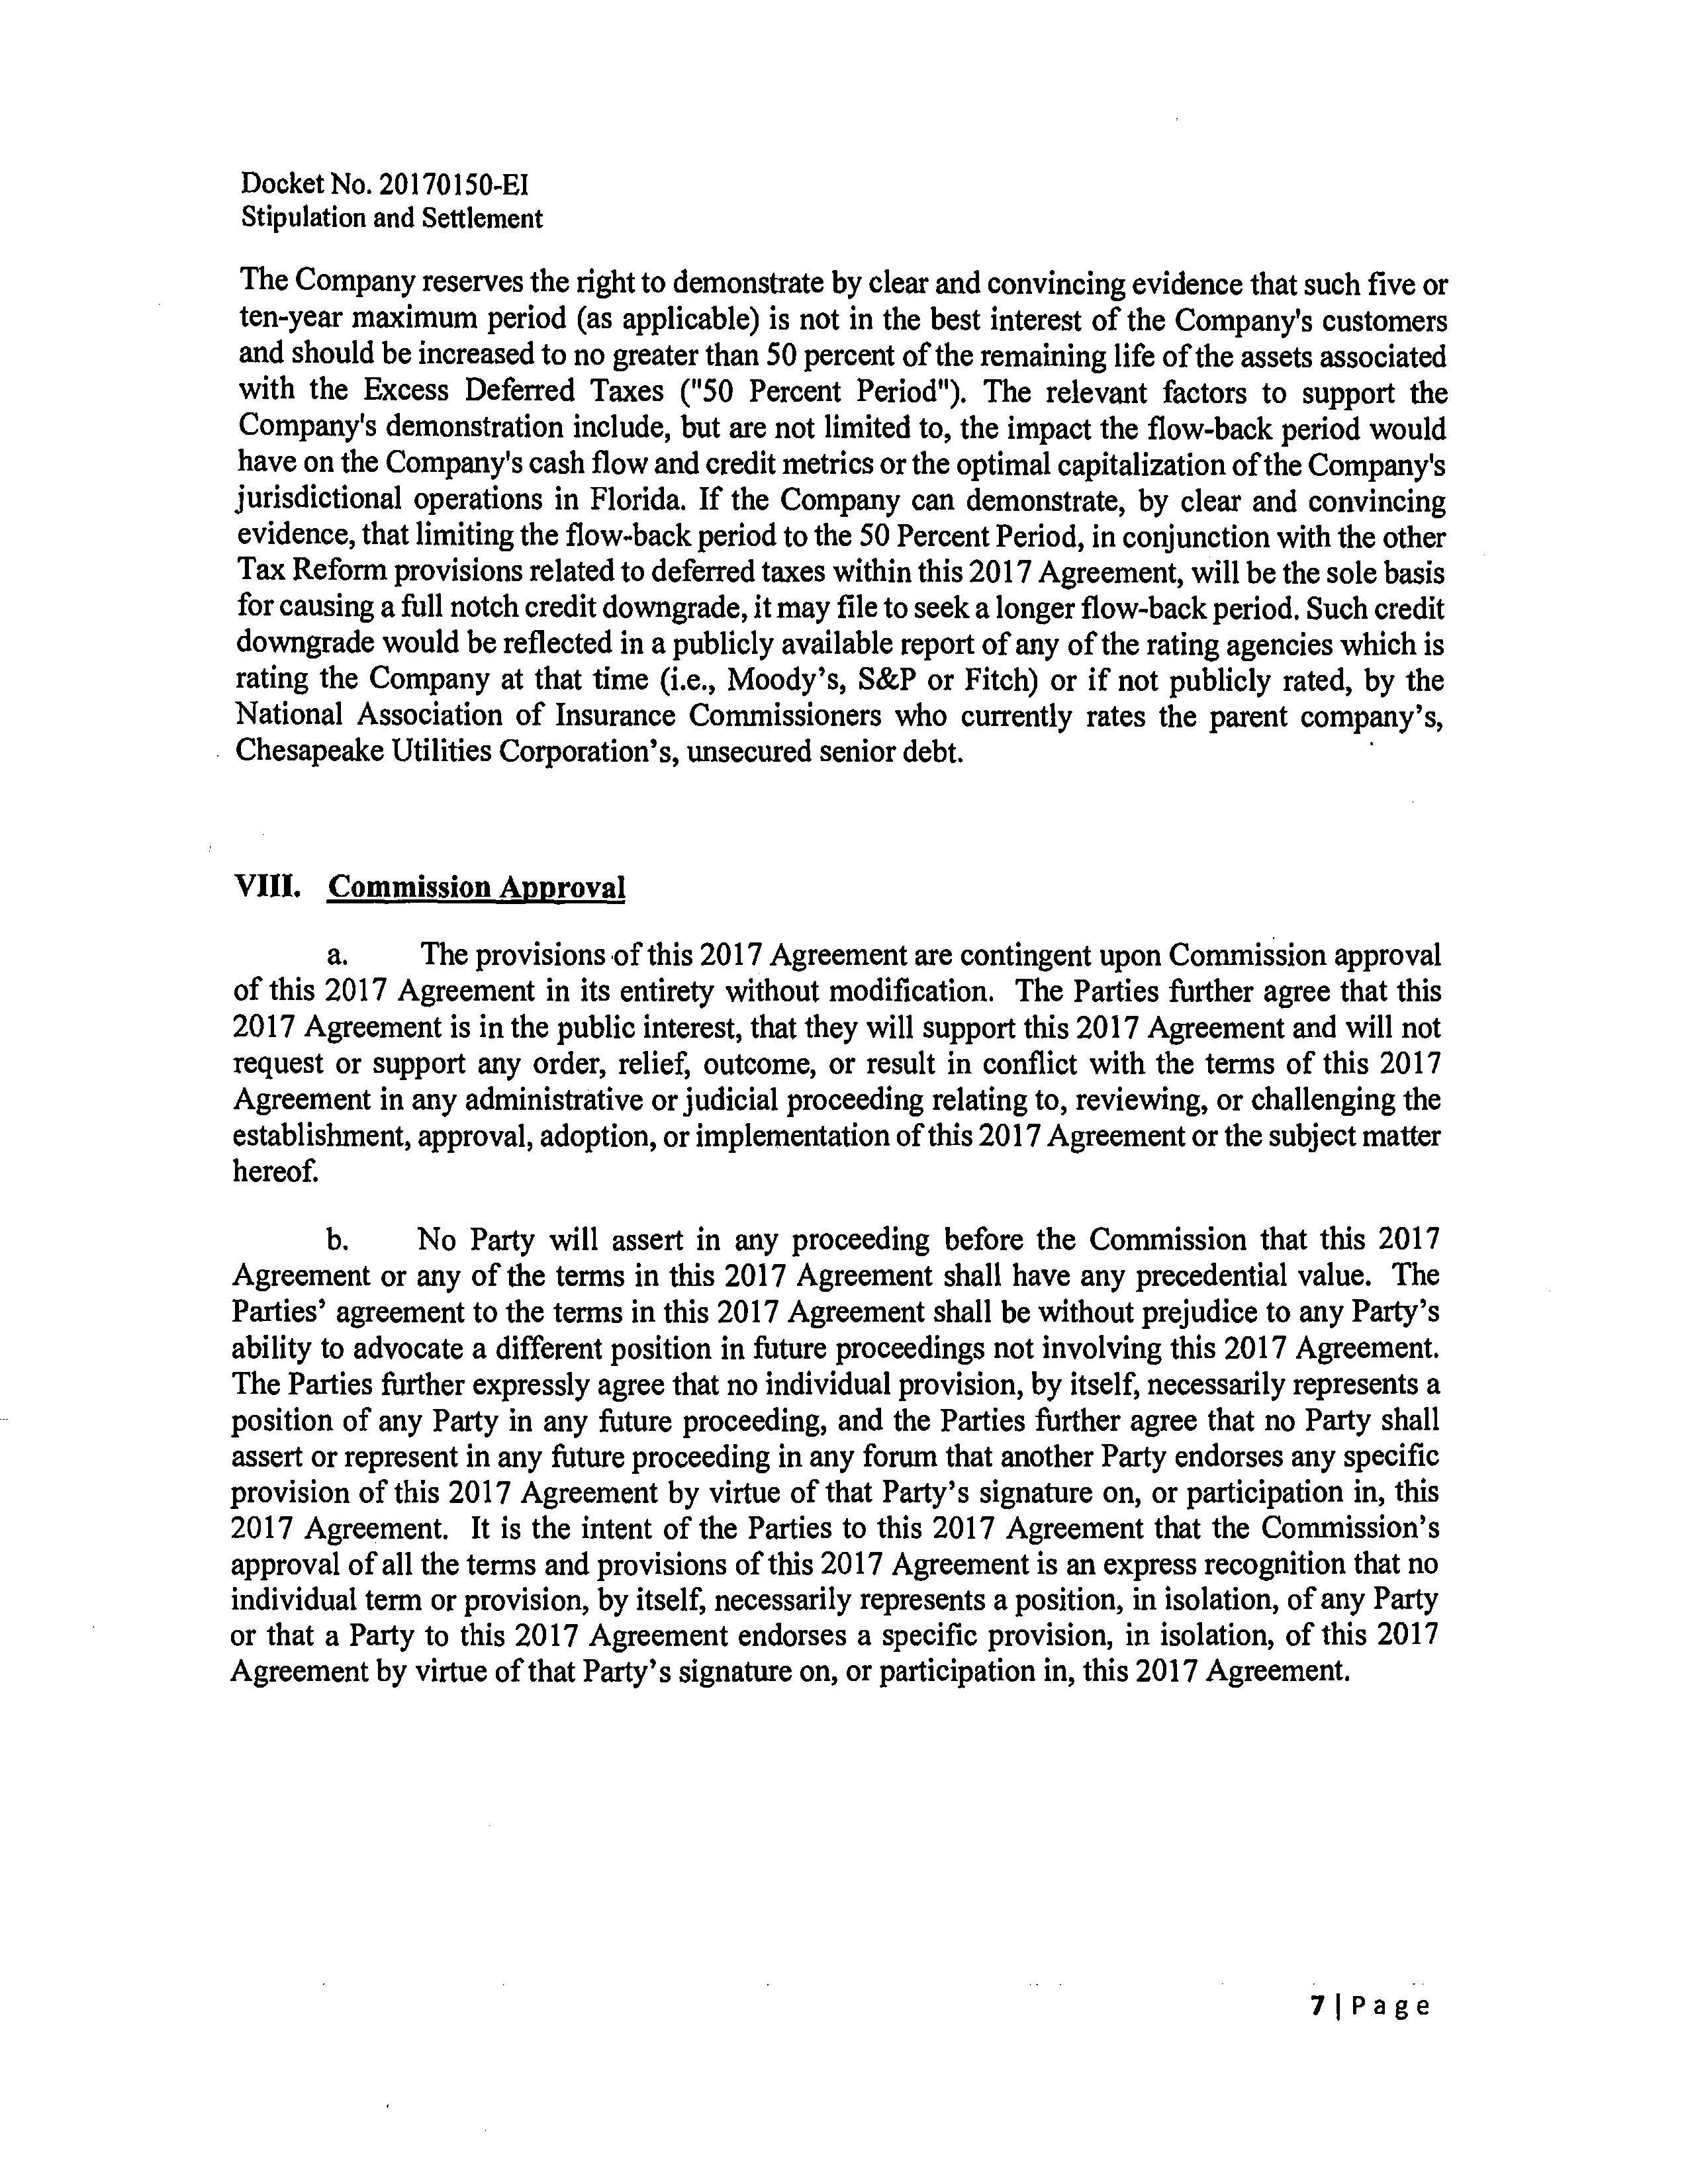 Docket No. 20170150-EI
Stipulation and Settlement
The Company reserves the right to demonstrate by clear and convincing evidence that such five or
ten-year maximum period (as applicable) is not in the best interest of the Company's customers
and should be increased to no greater than 50 percent of the remaining life of the assets associated
with the Excess Deferred Taxes ("50 Percent Period"). The relevant factors to support the
Company's demonstration include, but are not limited to, the impact the flow-back period would
have on the Company's cash flow and credit metrics or the optimal capitalization of the Company's
jurisdictional operations in Florida. If the Company can demonstrate, by clear and convincing
evidence, that limiting the flow-back period to the 50 Percent Period, in conjunction with the other
Tax Reform provisions related to deferred taxes within this 2017 Agreement, will be the sole basis
for causing a full notch credit downgrade, it may file to seek a longer flow-back period. Such credit
downgrade would be reflected in a publicly available report of any of the rating agencies which is
rating the Company at that time (i.e., Moody's, S&P or Fitch) or if not publicly rated, by the
National Association of Insurance Commissioners who currently rates the parent company's,
Chesapeake Utilities Corporation's, unsecured senior debt.
VIII. Commission Approval
a. The provisions of this 2017 Agreement are contingent upon Commission approval
of this 2017 Agreement in its entirety without modification. The Parties further agree that this
2017 Agreement is in the public interest, that they will support this 2017 Agreement and will not
request or support any order, relief, outcome, or result in conflict with the terms of this 2017
Agreement in any administrative or judicial proceeding relating to, reviewing, or challenging the
establishment, approval, adoption, or implementation of this 2017 Agreement or the subject matter
hereof.
b. No Party will assert in any proceeding before the Commission that this 2017
Agreement or any of the terms in this 2017 Agreement shall have any precedential value. The
Parties' agreement to the terms in this 2017 Agreement shall be without prejudice to any Party's
ability to advocate a different position in future proceedings not involving this 2017 Agreement.
The Parties further expressly agree that no individual provision, by itself, necessarily represents a
position of any Party in any future proceeding, and the Parties further agree that no Party shall
assert or represent in any future proceeding in any forum that another Party endorses any specific
provision of this 2017 Agreement by virtue of that Party's signature on, or participation in, this
2017 Agreement. It is the intent of the Parties to this 2017 Agreement that the Commission's
approval of all the terms and provisions of this 2017 Agreement is an express recognition that no
individual term or provision, by itself, necessarily represents a position, in isolation, of any Party
or that a Party to this 2017 Agreement endorses a specific provision, in isolation, of this 2017
Agreement by virtue of that Party's signature on, or participation in, this 2017 Agreement.
7 | Page